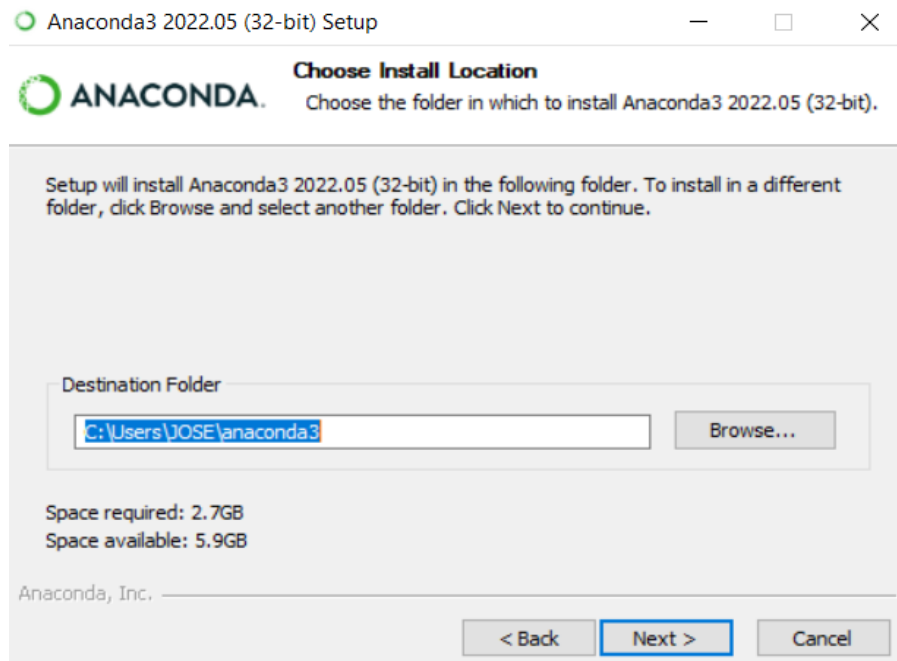 Anaconda3 2022.05 (32-bit) Setup
ANACONDA.
Choose Install Location
Choose the folder in which to install Anaconda3 2022.05 (32-bit).
Setup will install Anaconda3 2022.05 (32-bit) in the following folder. To install in a different
folder, click Browse and select another folder. Click Next to continue.
Destination Folder
C:\Users\JOSE\anaconda3
Browse...
Space required: 2.7GB
Space available: 5.9GB
Anaconda, Inc.
< Back
Next >
Cancel